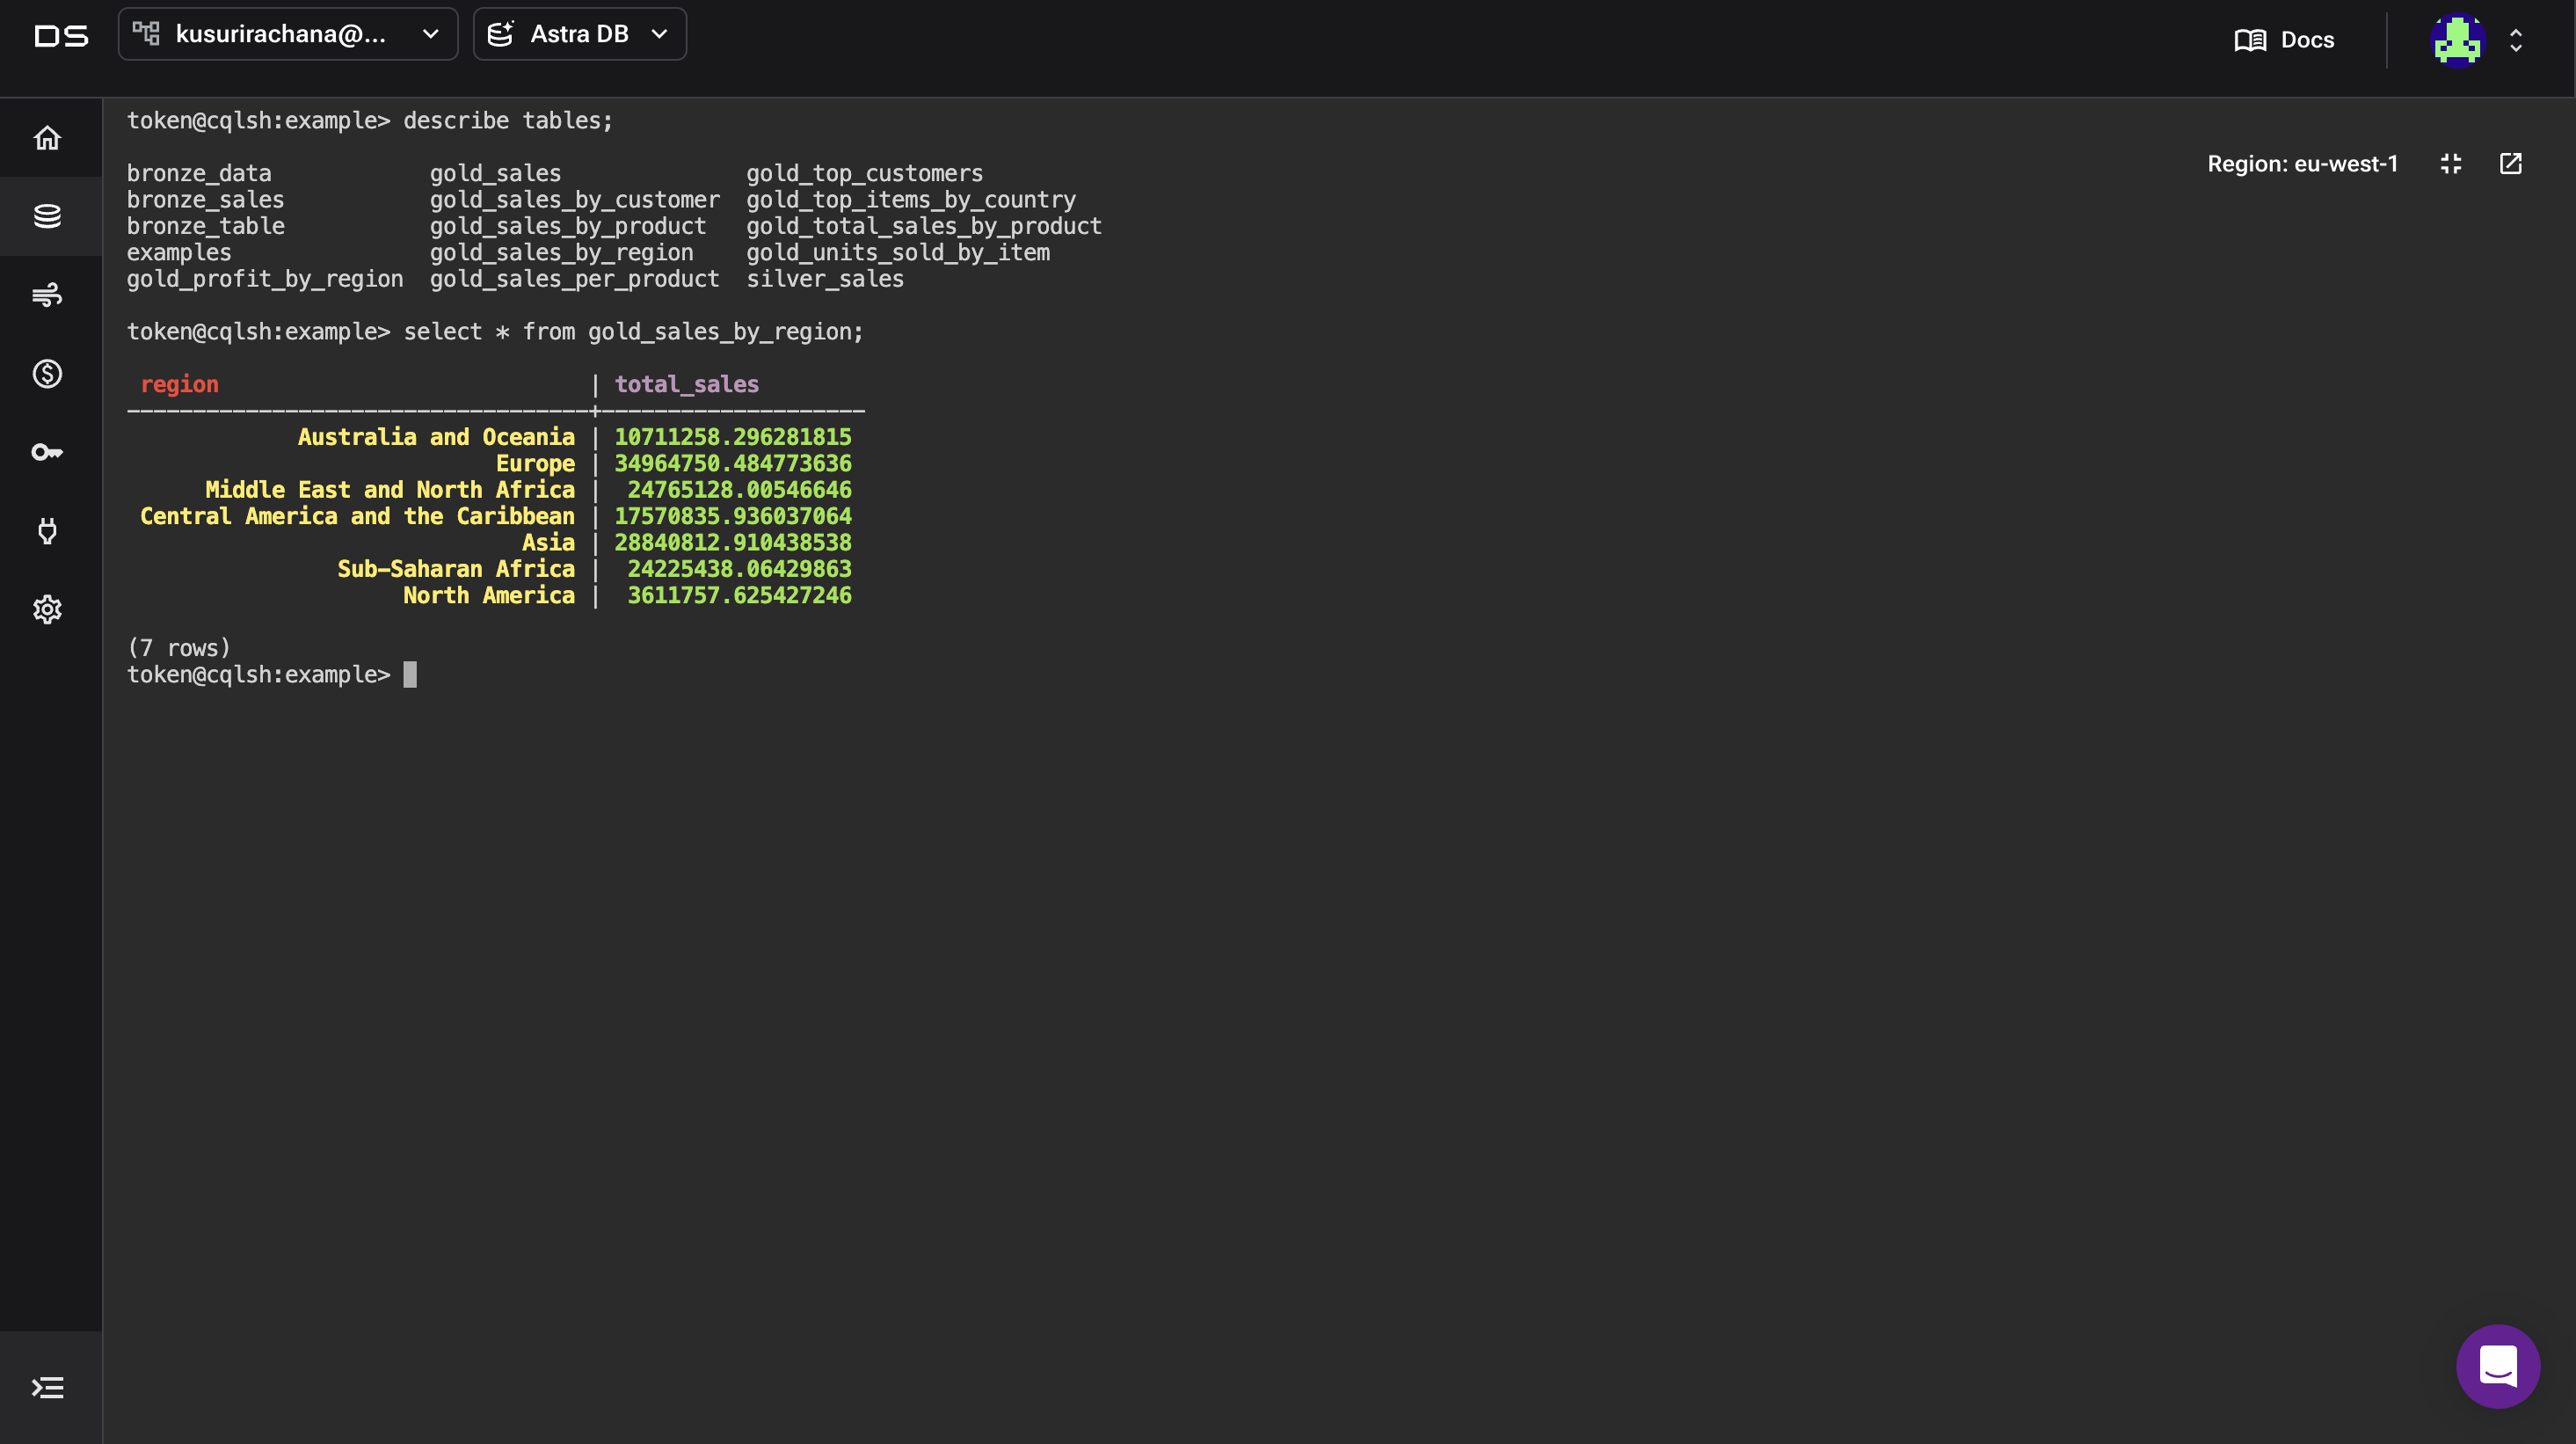 DS kusurirachana@... Astra DB Docs
Region: eu-west-1
token@cqlsh:example> describe tables;
bronze_data gold_sales gold_top_customers
bronze_sales gold_sales_by_customer gold_top_items_by_country
bronze_table gold_sales_by_product gold_total_sales_by_product
examples gold_sales_by_region gold_units_sold_by_item
gold_profit_by_region gold_sales_per_product silver_sales
token@cqlsh:example> select * from gold_sales_by_region;
region | total_sales
-----------------------------------+--------------------
Australia and Oceania | 10711258.296281815
Europe | 34964750.484773636
Middle East and North Africa | 24765128.00546646
Central America and the Caribbean | 17570835.936037064
Asia | 28840812.910438538
Sub-Saharan Africa | 24225438.06429863
North America | 3611757.625427246
(7 rows)
token@cqlsh:example>